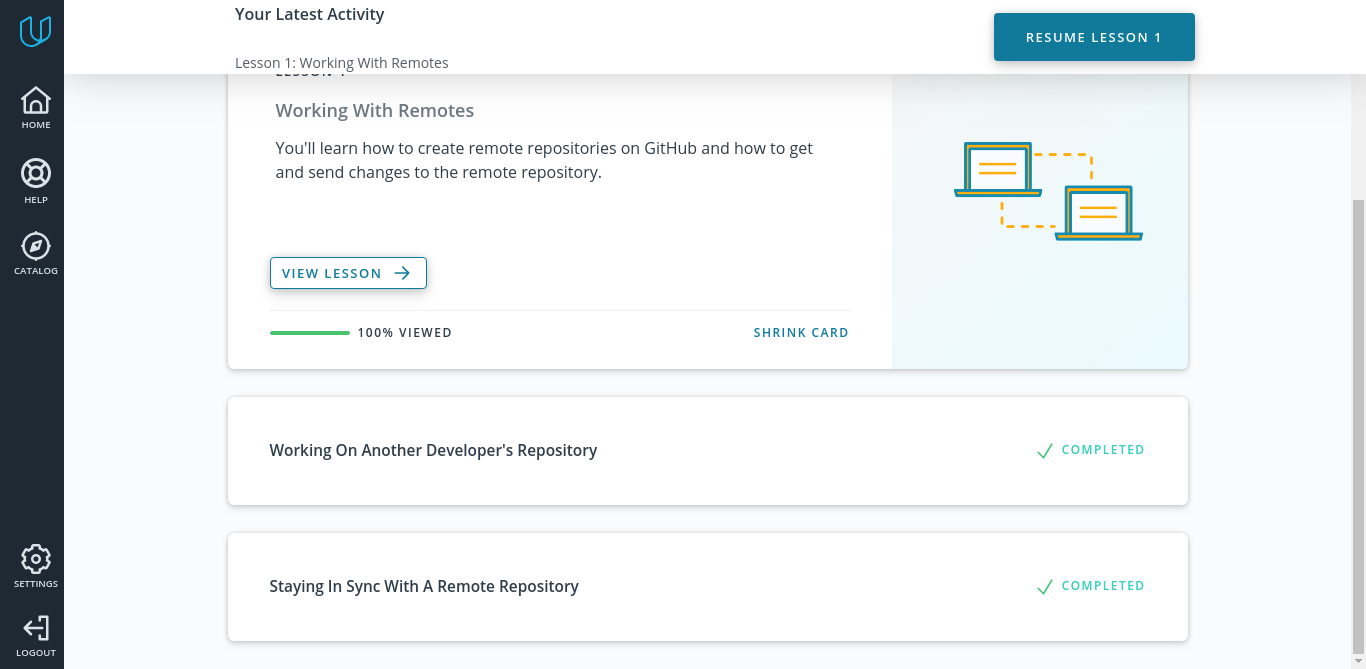 Your Latest Activity
RESUME LESSON 1
Lesson 1: Working With Remotes
LESSON 1
HOME
HELP
CATALOG
SETTINGS
LOGOUT
Working With Remotes
You'll learn how to create remote repositories on GitHub and how to get
and send changes to the remote repository.
VIEW LESSON
100% VIEWED
SHRINK CARD
Working On Another Developer's Repository
COMPLETED
Staying In Sync With A Remote Repository
COMPLETED